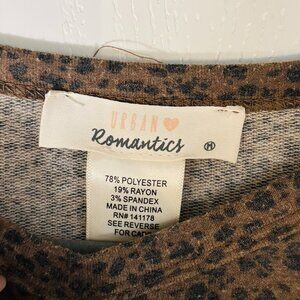 URBAN
Romantics M
78% POLYESTER
19% RAYON
3% SPANDEX
MADE IN CHINA
RN# 141178
SEE REVERSE
FOR CARE